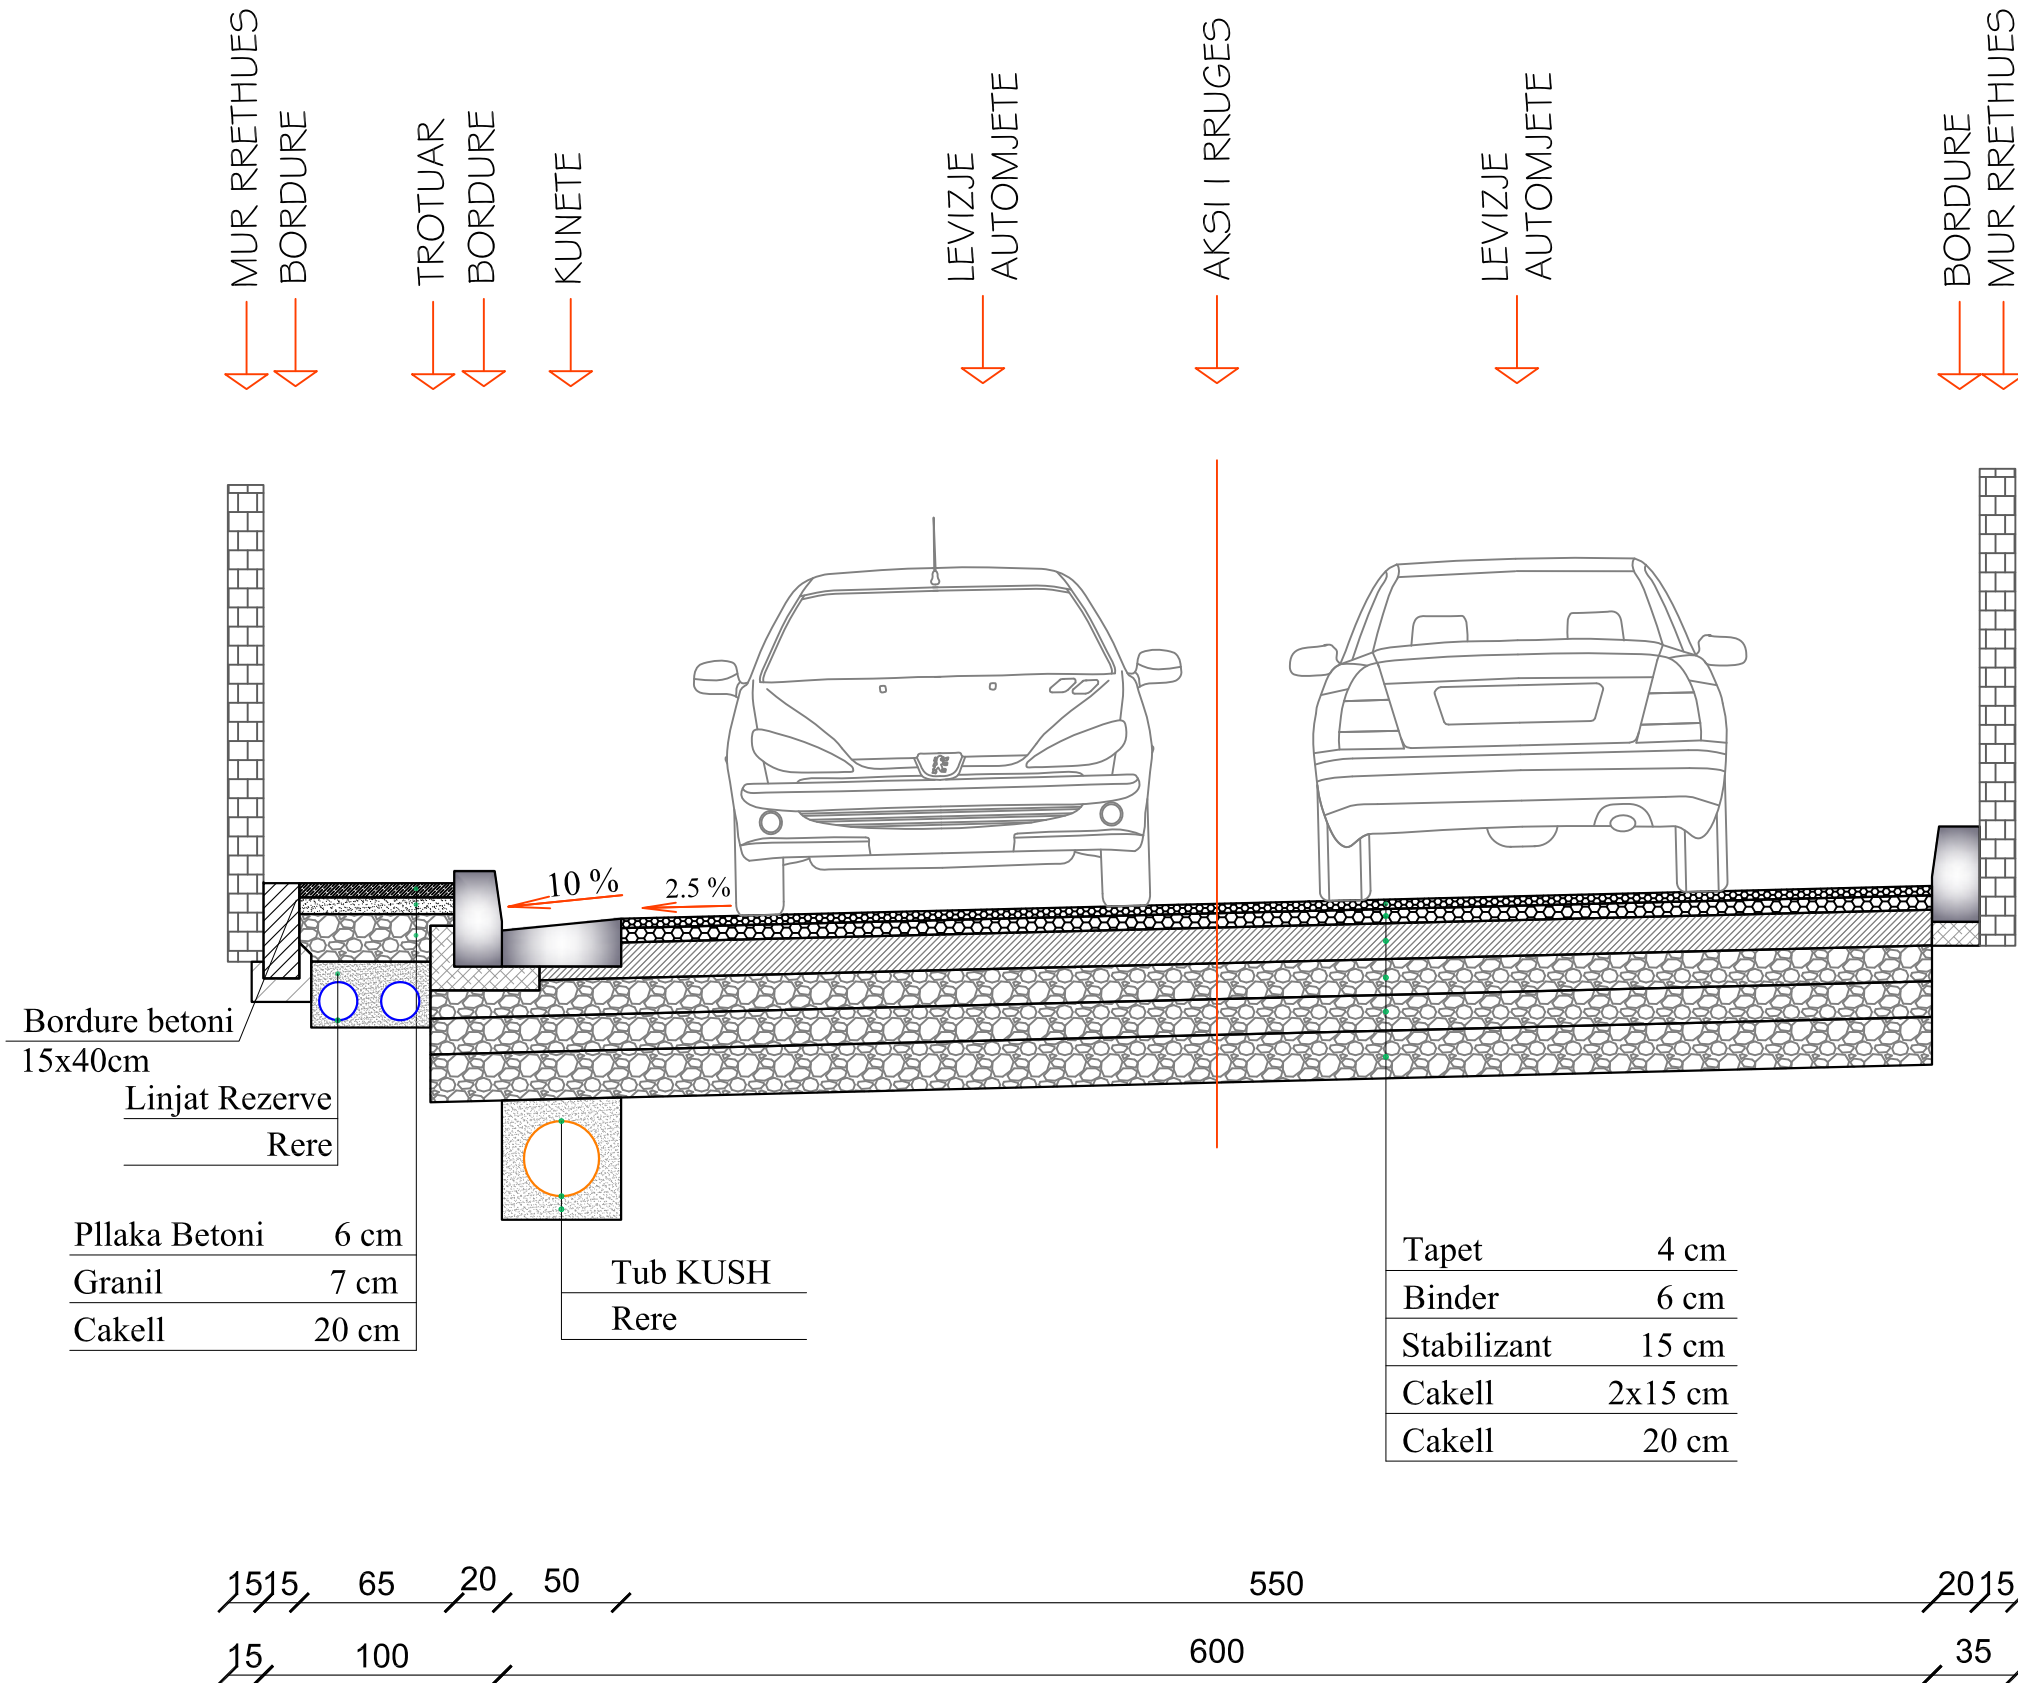 MUR RRETHUES
BORDURE
TROTUAR
BORDURE
KUNETE
LEVIZJE
AUTOMJETE
AKSI I RRUGES
LEVIZJE
AUTOMJETE
BORDURE
MUR RRETHUES
10 %
2.5 %
Bordure betoni
15x40cm
Linjat Rezerve
Rere
Pllaka Betoni 6 cm
Granil 7 cm
Cakell 20 cm
Tub KUSH
Rere
Tapet 4 cm
Binder 6 cm
Stabilizant 15 cm
Cakell 2x15 cm
Cakell 20 cm
15 15 65 20 50 550 20 15
15 100 600 35